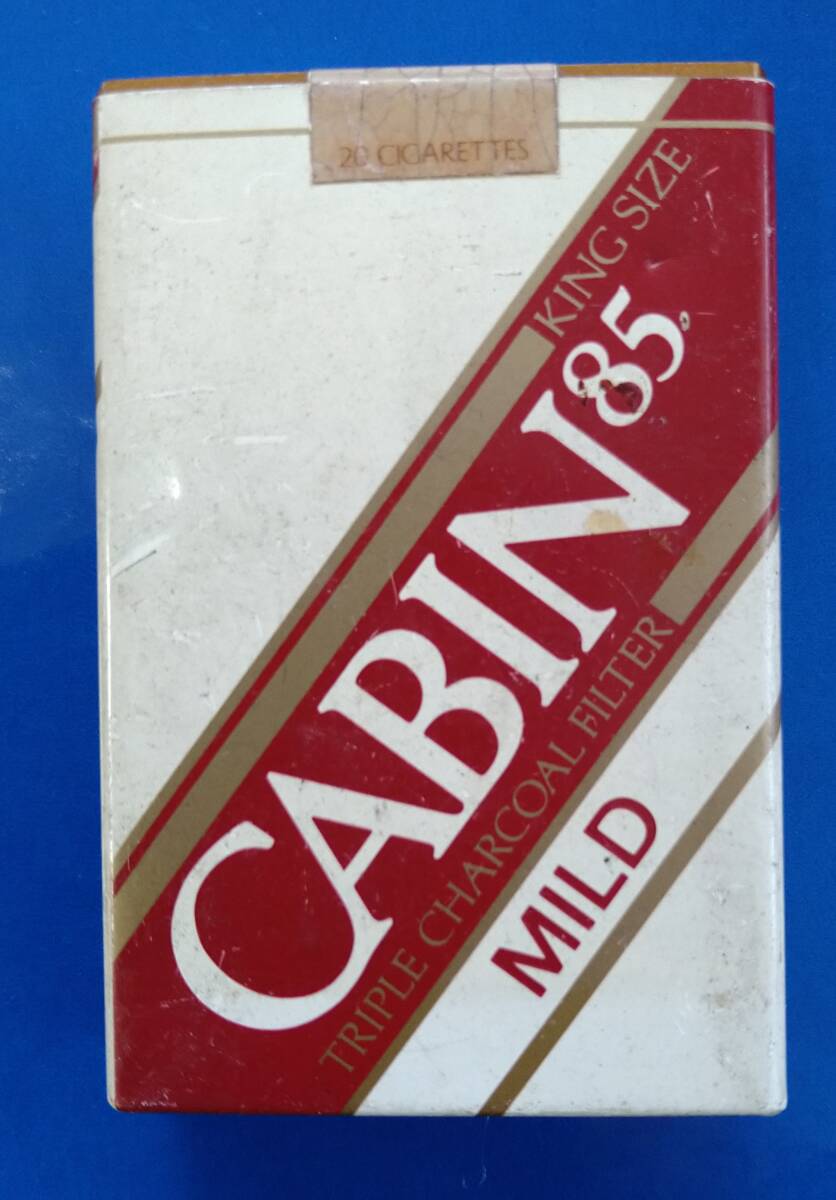 20 CIGARETTES
KING SIZE
CABIN 85
TRIPLE CHARCOAL FILTER
MILD